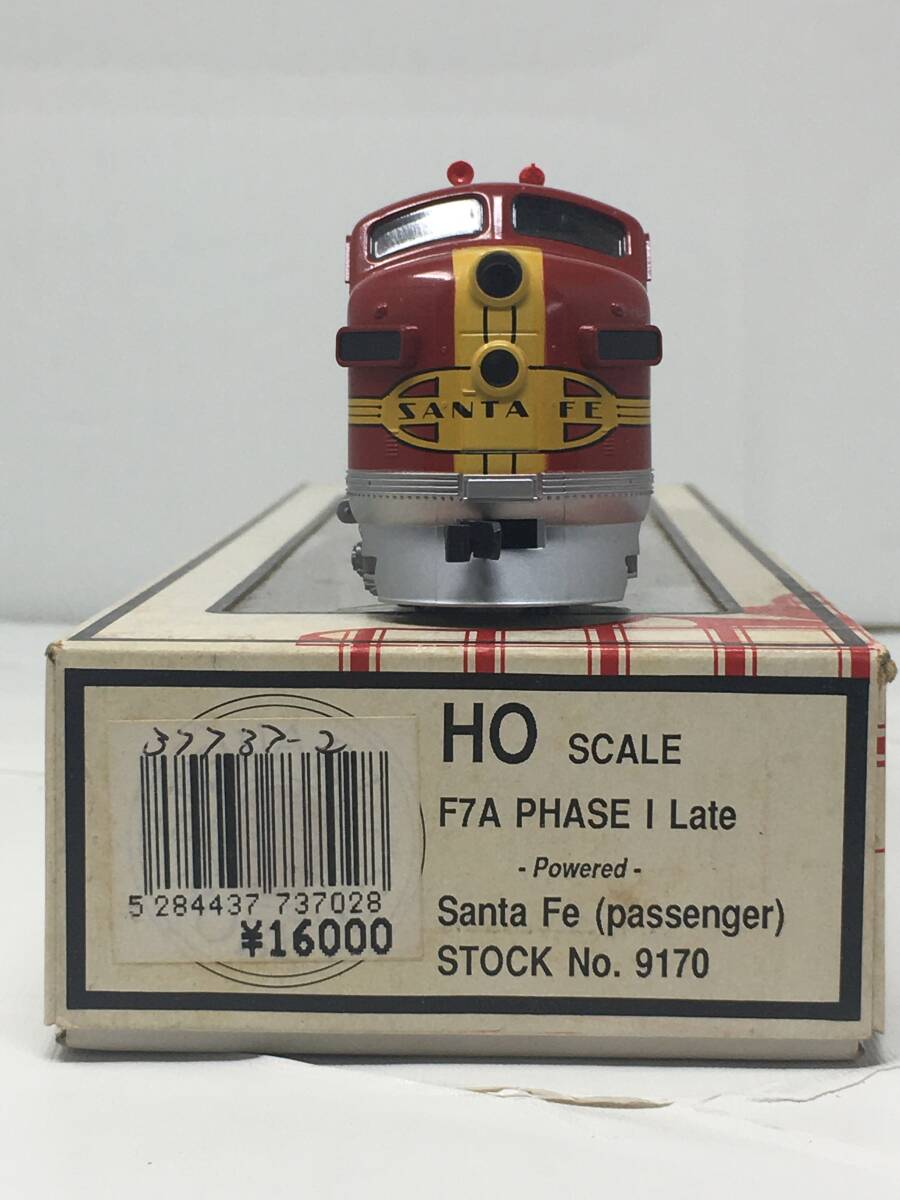 SANTA FE
37737-2
5 284437 737028
¥16000
HO SCALE
F7A PHASE I Late
- Powered -
Santa Fe (passenger)
STOCK No. 9170